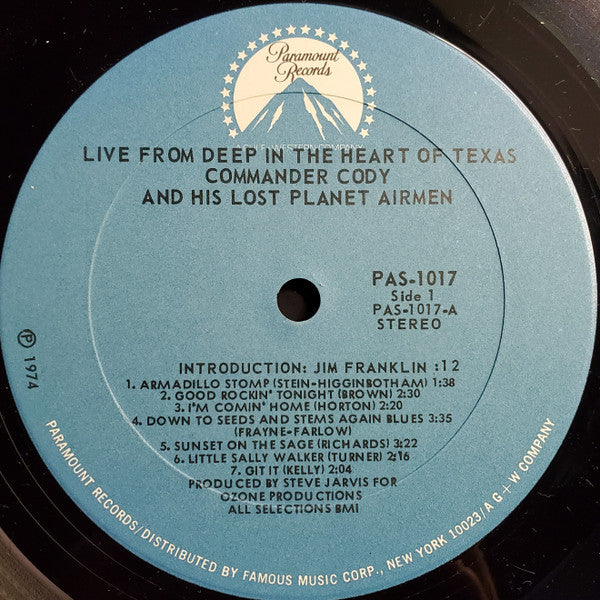 Paramount
Records
A GULF+WESTERN COMPANY
LIVE FROM DEEP IN THE HEART OF TEXAS
COMMANDER CODY
AND HIS LOST PLANET AIRMEN
PAS-1017
Side 1
PAS-1017-A
STEREO
℗ 1974
INTRODUCTION: JIM FRANKLIN :12
1. ARMADILLO STOMP (STEIN-HIGGINBOTHAM) 1:38
2. GOOD ROCKIN' TONIGHT (BROWN) 2:30
3. I'M COMIN' HOME (HORTON) 2:20
4. DOWN TO SEEDS AND STEMS AGAIN BLUES 3:35
(FRAYNE-FARLOW)
5. SUNSET ON THE SAGE (RICHARDS) 3:22
6. LITTLE SALLY WALKER (TURNER) 2:16
7. GIT IT (KELLY) 2:04
PRODUCED BY STEVE JARVIS FOR
OZONE PRODUCTIONS
ALL SELECTIONS BMI
PARAMOUNT RECORDS/DISTRIBUTED BY FAMOUS MUSIC CORP., NEW YORK 10023/A G+W COMPANY